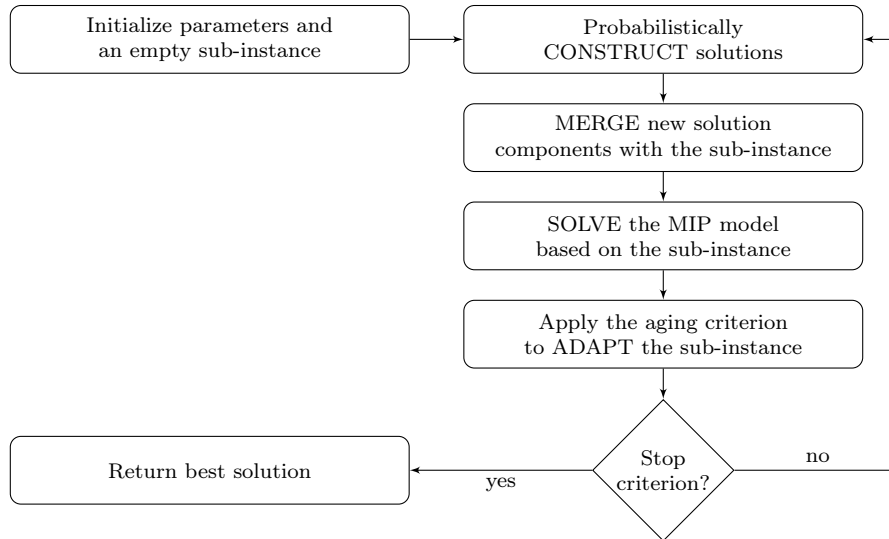 Initialize parameters and
an empty sub-instance
Probabilistically
CONSTRUCT solutions
MERGE new solution
components with the sub-instance
SOLVE the MIP model
based on the sub-instance
Apply the aging criterion
to ADAPT the sub-instance
Stop
criterion?
no
yes
Return best solution